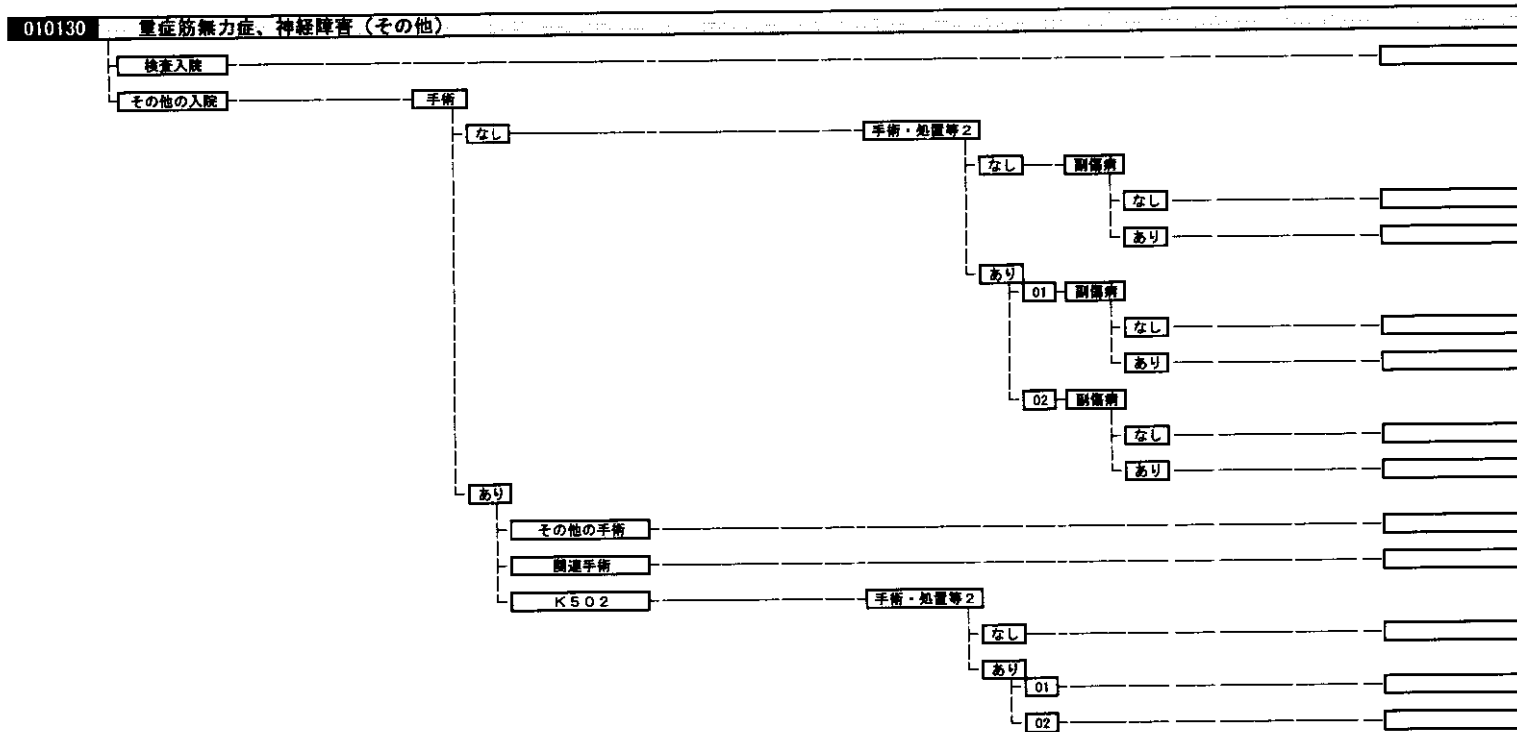 010130 重症筋無力症、神経障害（その他）
検査入院
その他の入院 手術
なし 手術・処置等２
なし 副傷病
なし
あり
あり
01 副傷病
なし
あり
02 副傷病
なし
あり
あり
その他の手術
関連手術
Ｋ５０２ 手術・処置等２
なし
あり
01
02